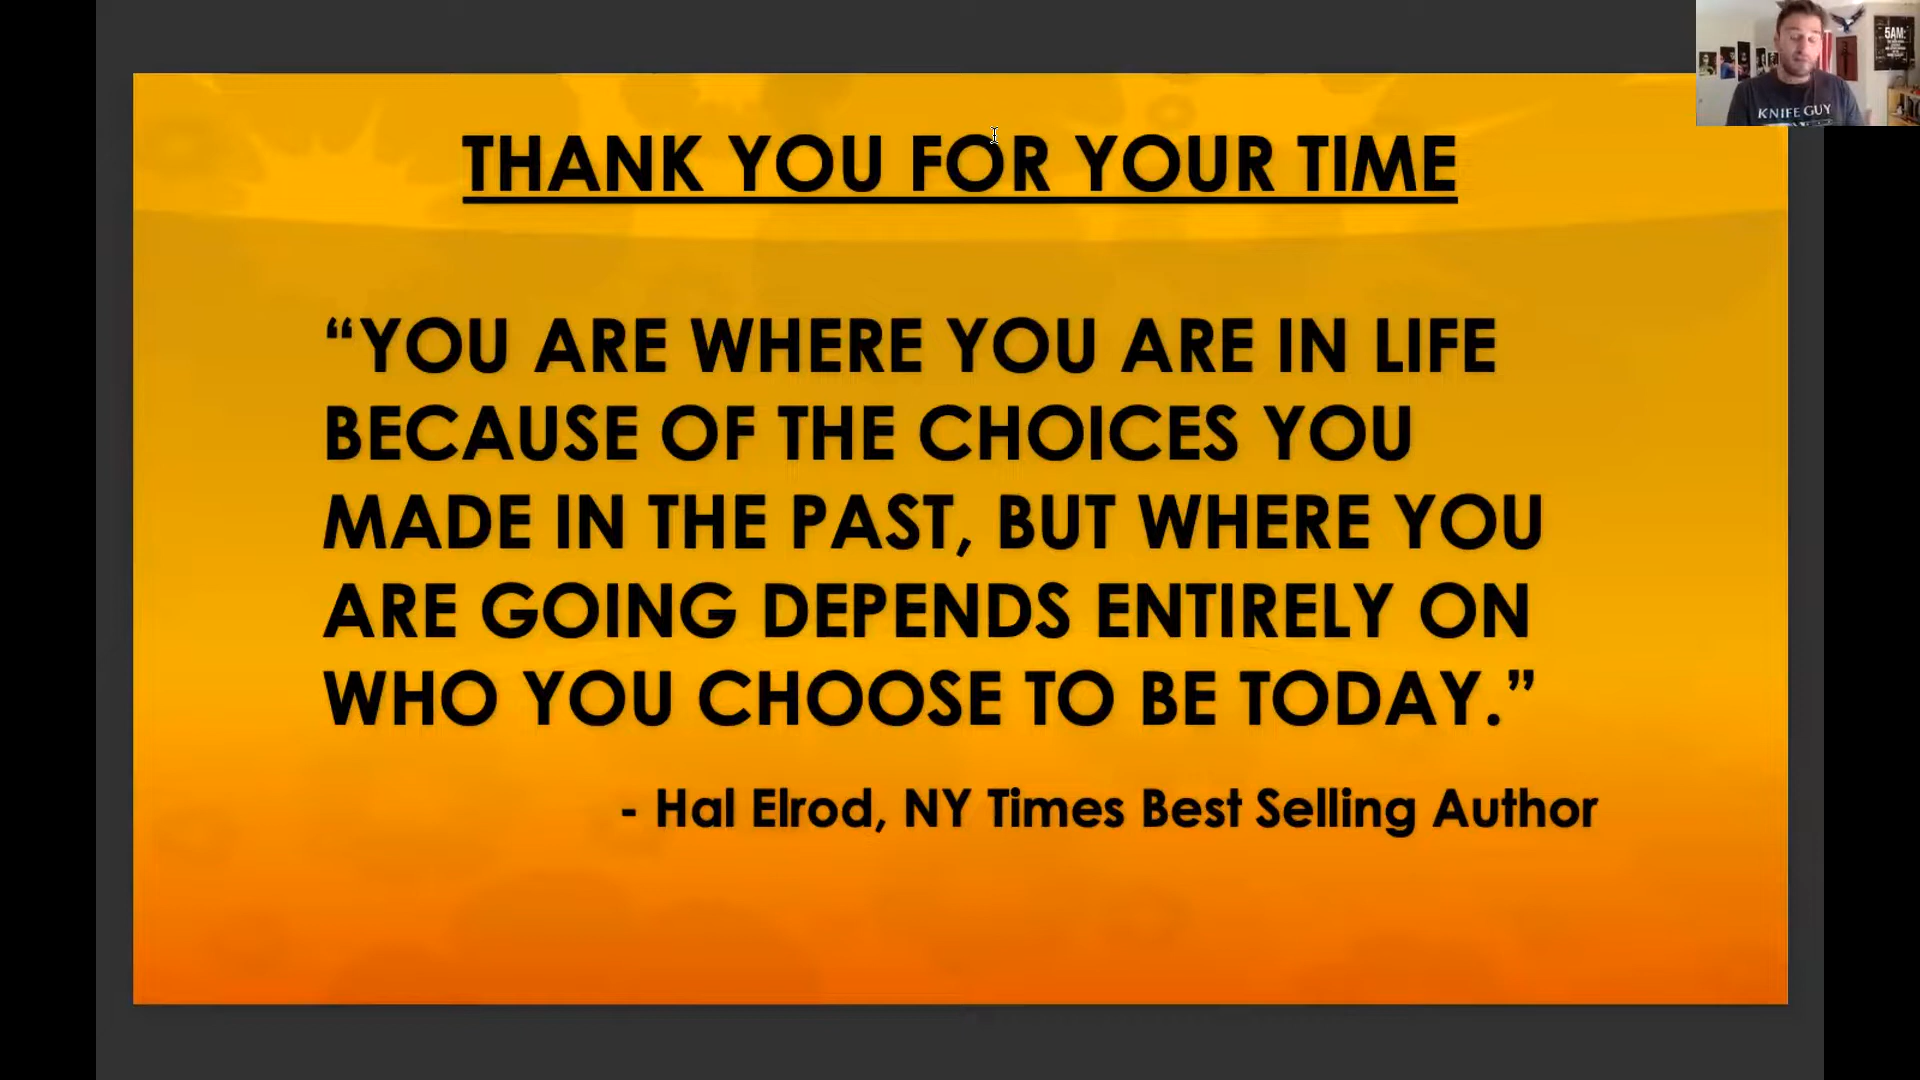 THANK YOU FOR YOUR TIME
“YOU ARE WHERE YOU ARE IN LIFE
BECAUSE OF THE CHOICES YOU
MADE IN THE PAST, BUT WHERE YOU
ARE GOING DEPENDS ENTIRELY ON
WHO YOU CHOOSE TO BE TODAY.”
- Hal Elrod, NY Times Best Selling Author
5AM:
KNIFE GUY